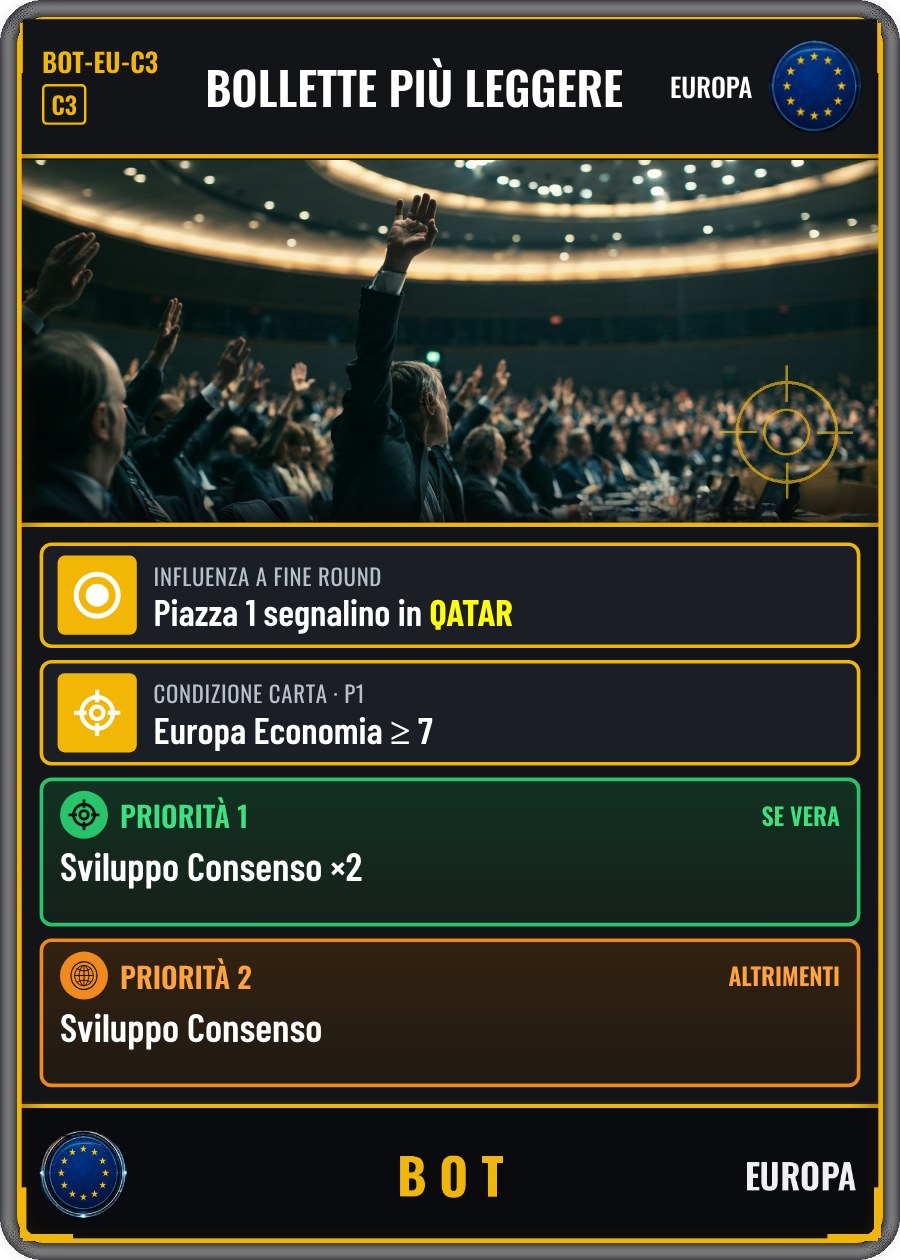 BOT-EU-C3
C3
BOLLETTE PIÙ LEGGERE
EUROPA
INFLUENZA A FINE ROUND
Piazza 1 segnalino in QATAR
CONDIZIONE CARTA · P1
Europa Economia ≥ 7
PRIORITÀ 1
SE VERA
Sviluppo Consenso ×2
PRIORITÀ 2
ALTRIMENTI
Sviluppo Consenso
BOT
EUROPA